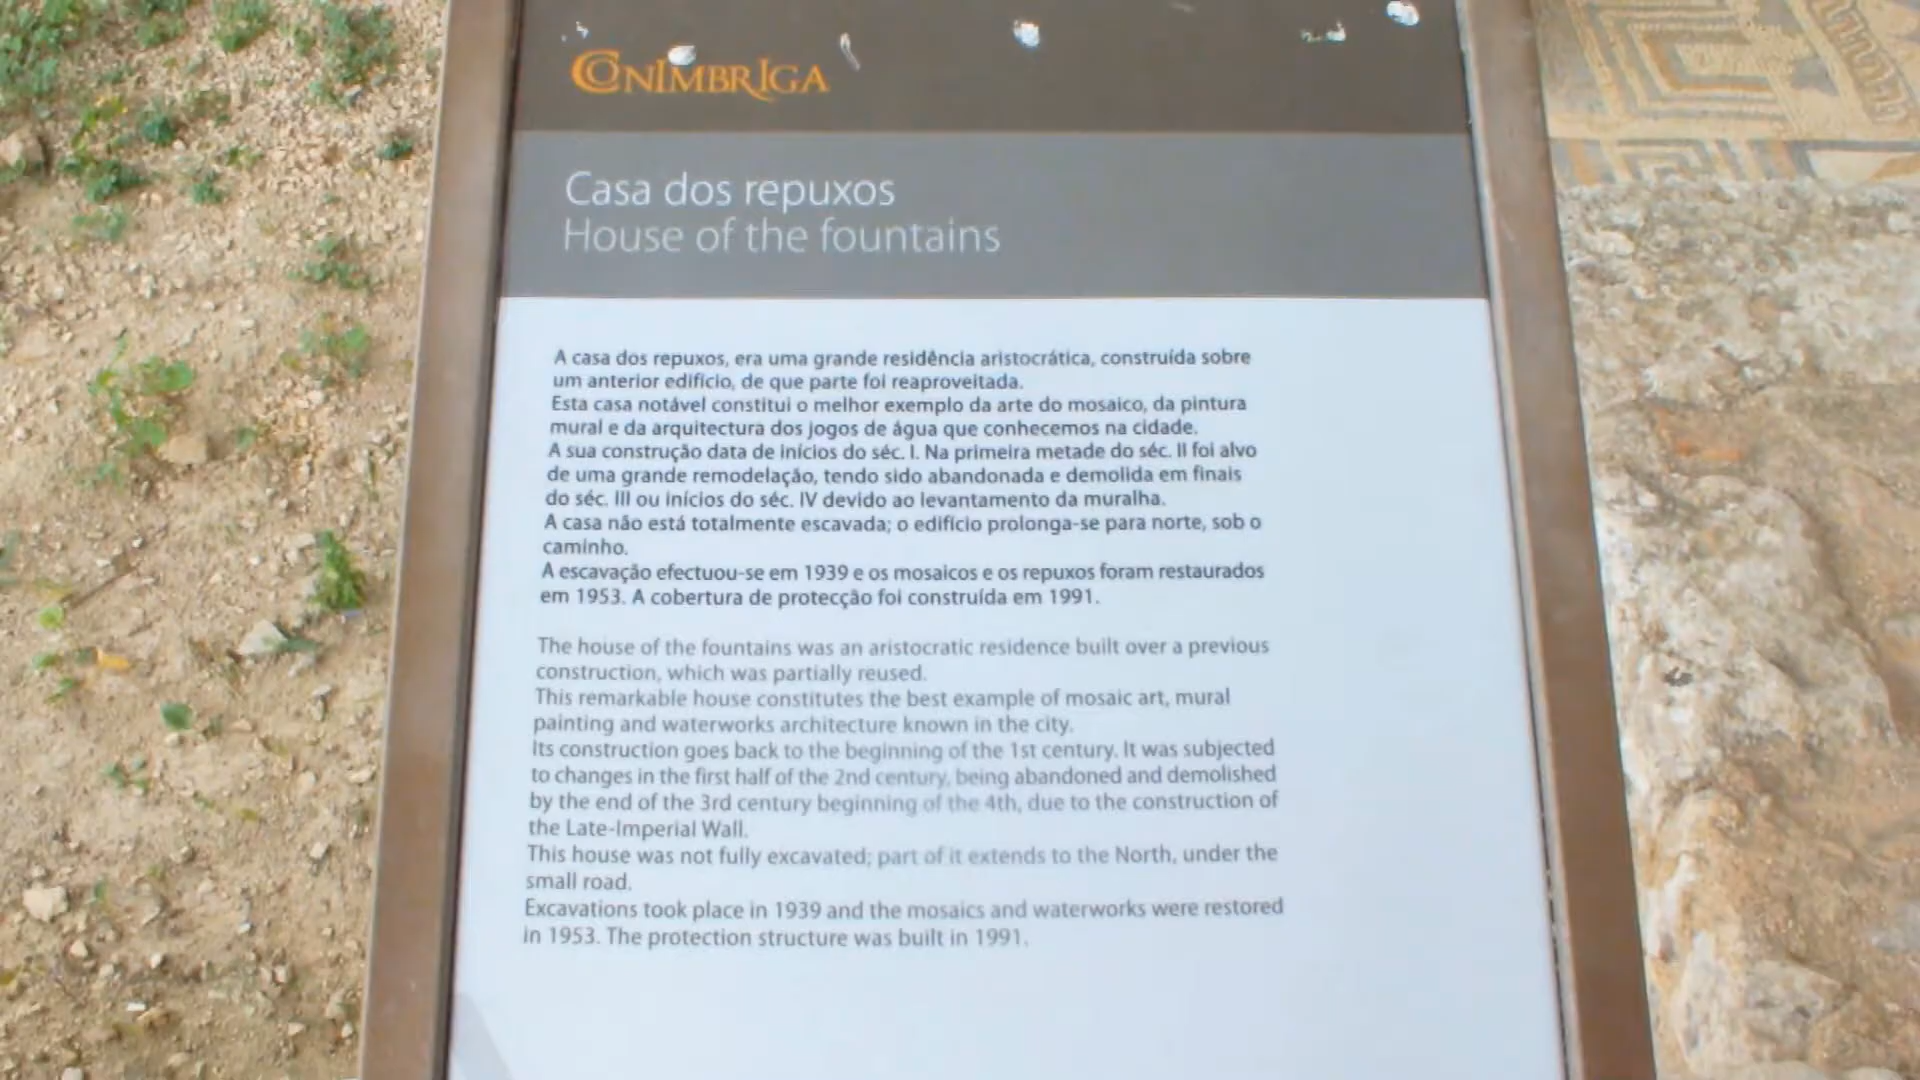 CONIMBRIGA
Casa dos repuxos
House of the fountains
A casa dos repuxos, era uma grande residência aristocrática, construída sobre
um anterior edifício, de que parte foi reaproveitada.
Esta casa notável constitui o melhor exemplo da arte do mosaico, da pintura
mural e da arquitectura dos jogos de água que conhecemos na cidade.
A sua construção data de inícios do séc. I. Na primeira metade do séc. II foi alvo
de uma grande remodelação, tendo sido abandonada e demolida em finais
do séc. III ou inícios do séc. IV devido ao levantamento da muralha.
A casa não está totalmente escavada; o edifício prolonga-se para norte, sob o
caminho.
A escavação efectuou-se em 1939 e os mosaicos e os repuxos foram restaurados
em 1953. A cobertura de protecção foi construída em 1991.
The house of the fountains was an aristocratic residence built over a previous
construction, which was partially reused.
This remarkable house constitutes the best example of mosaic art, mural
painting and waterworks architecture known in the city.
Its construction goes back to the beginning of the 1st century. It was subjected
to changes in the first half of the 2nd century, being abandoned and demolished
by the end of the 3rd century beginning of the 4th, due to the construction of
the Late-Imperial Wall.
This house was not fully excavated; part of it extends to the North, under the
small road.
Excavations took place in 1939 and the mosaics and waterworks were restored
in 1953. The protection structure was built in 1991.